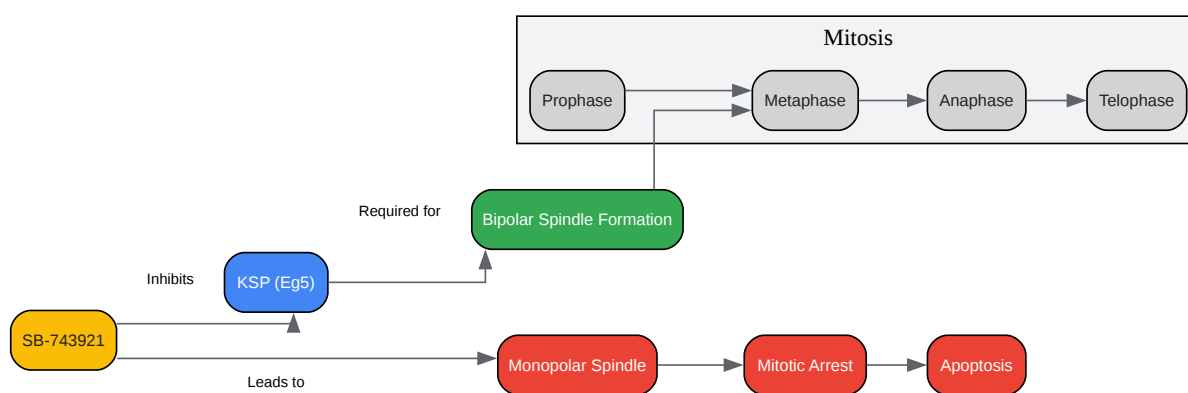 Mitosis
Prophase
Metaphase
Anaphase
Telophase
Required for
Bipolar Spindle Formation
Inhibits
KSP (Eg5)
SB-743921
Leads to
Monopolar Spindle
Mitotic Arrest
Apoptosis